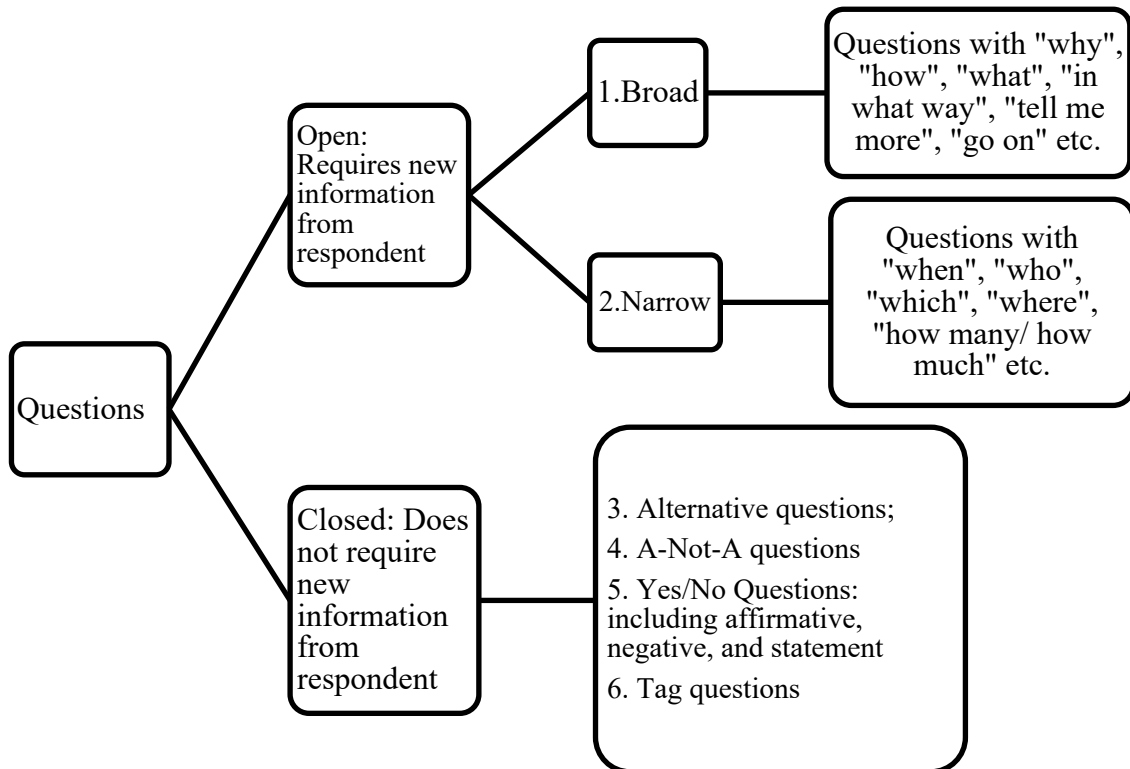 Questions
Open:
Requires new
information
from
respondent
1.Broad
Questions with "why",
"how", "what", "in
what way", "tell me
more", "go on" etc.
2.Narrow
Questions with
"when", "who",
"which", "where",
"how many/ how
much" etc.
Closed: Does
not require
new
information
from
respondent
3. Alternative questions;
4. A-Not-A questions
5. Yes/No Questions:
including affirmative,
negative, and statement
6. Tag questions